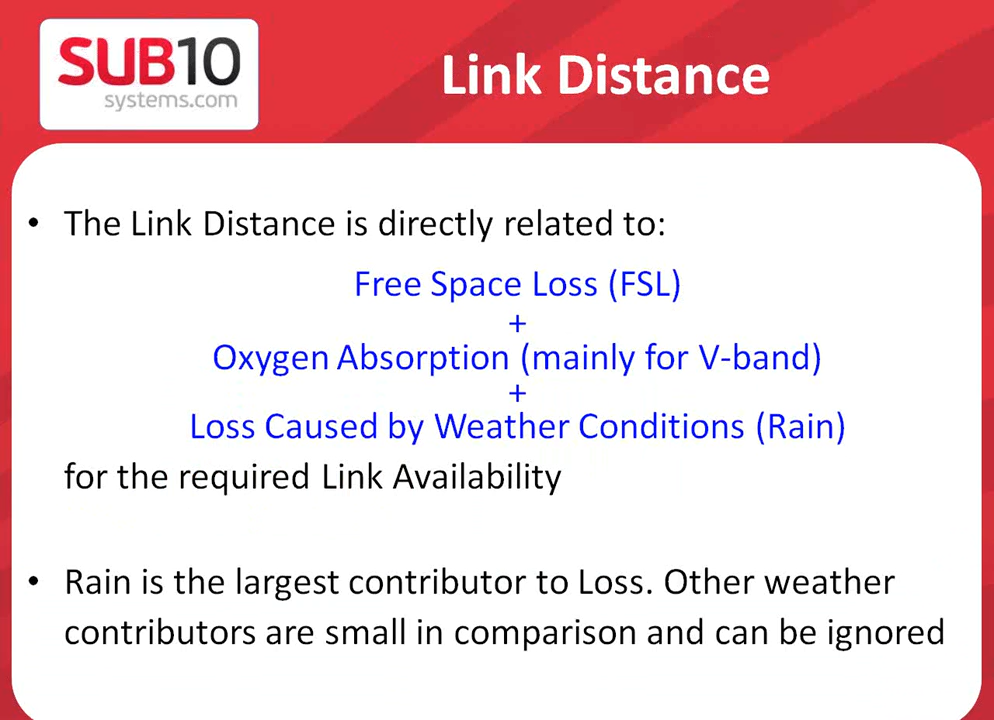 SUB10
systems.com
Link Distance
• The Link Distance is directly related to:
Free Space Loss (FSL)
+
Oxygen Absorption (mainly for V-band)
+
Loss Caused by Weather Conditions (Rain)
for the required Link Availability
• Rain is the largest contributor to Loss. Other weather
contributors are small in comparison and can be ignored